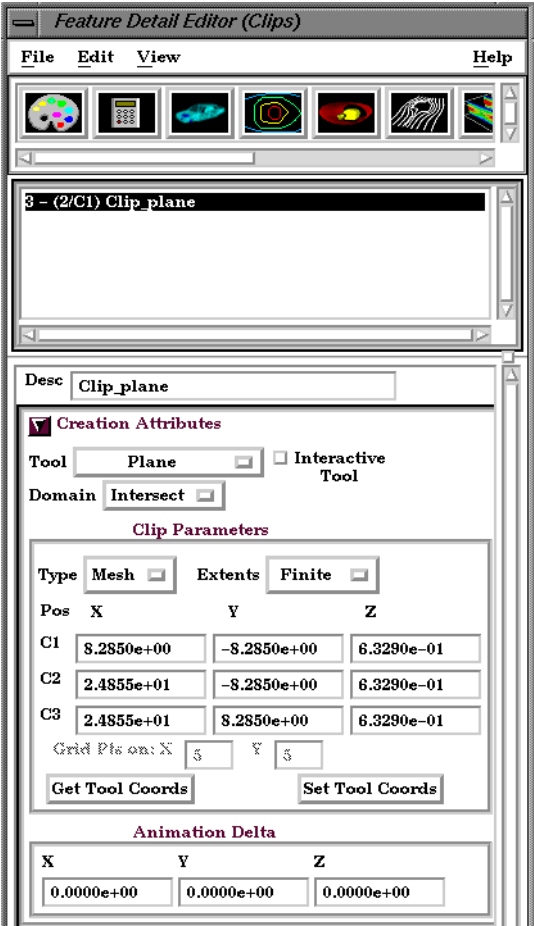 Feature Detail Editor (Clips)
File Edit View Help
3 – (2/C1) Clip_plane
Desc Clip_plane
Creation Attributes
Tool Plane Interactive
Tool
Domain Intersect
Clip Parameters
Type Mesh Extents Finite
Pos X Y Z
C1 8.2850e+00 –8.2850e+00 6.3290e–01
C2 2.4855e+01 –8.2850e+00 6.3290e–01
C3 2.4855e+01 8.2850e+00 6.3290e–01
Grid Pts on: X 5 Y 5
Get Tool Coords Set Tool Coords
Animation Delta
X Y Z
0.0000e+00 0.0000e+00 0.0000e+00